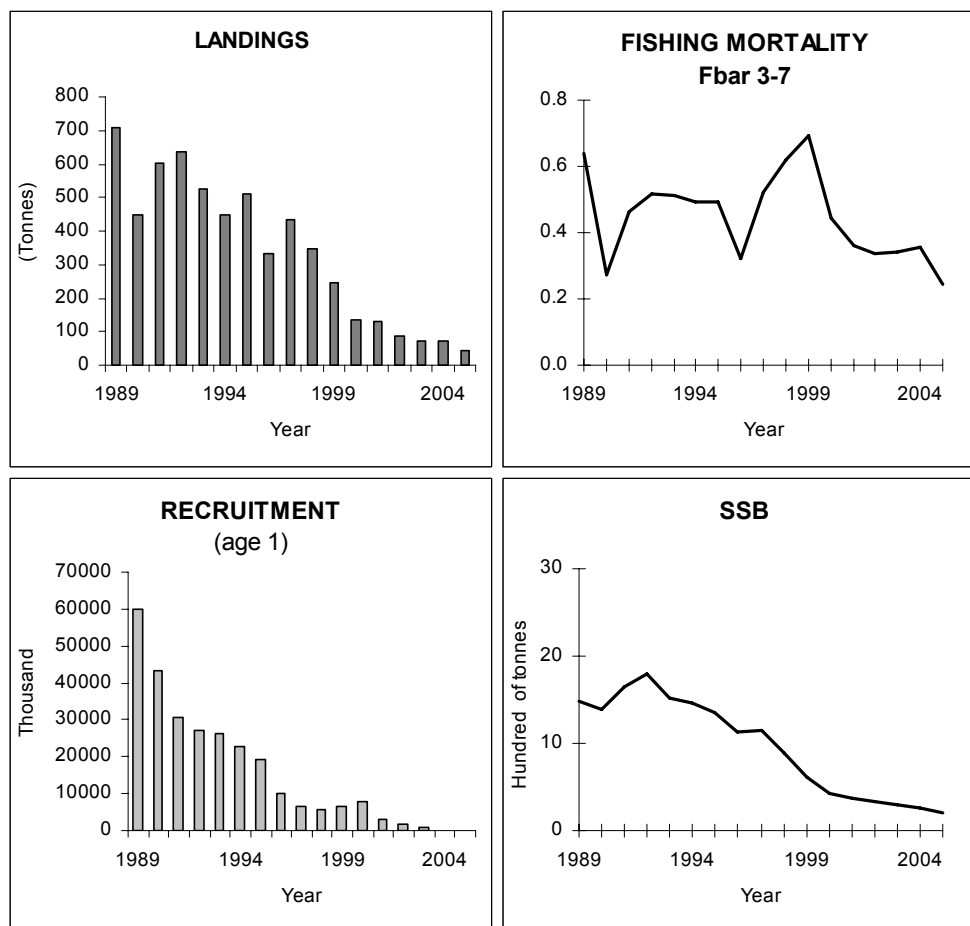 LANDINGS
800
700
600
500
400
300
200
100
0
(Tonnes)
1989 1994 1999 2004
Year
FISHING MORTALITY
Fbar 3-7
0.8
0.6
0.4
0.2
0.0
1989 1994 1999 2004
Year
RECRUITMENT
(age 1)
70000
60000
50000
40000
30000
20000
10000
0
Thousand
1989 1994 1999 2004
Year
SSB
30
20
10
0
Hundred of tonnes
1989 1994 1999 2004
Year